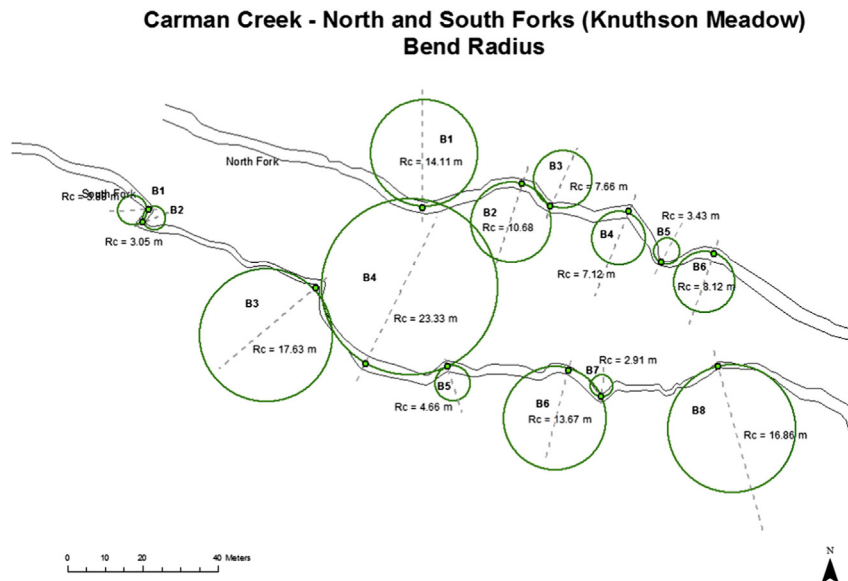 Carman Creek - North and South Forks (Knuthson Meadow)
Bend Radius
B1
Rc = 14.11 m
North Fork
B3
Rc = 7.66 m
B2
Rc = 10.68
B4
Rc = 7.12 m
B5
Rc = 3.43 m
B6
Rc = 8.12 m
South Fork
B1
B2
Rc = 3.05 m
B3
Rc = 17.63 m
B4
Rc = 23.33 m
B5
Rc = 4.66 m
B6
Rc = 13.67 m
B7
Rc = 2.91 m
B8
Rc = 16.86 m
0 10 20 40 Meters
N